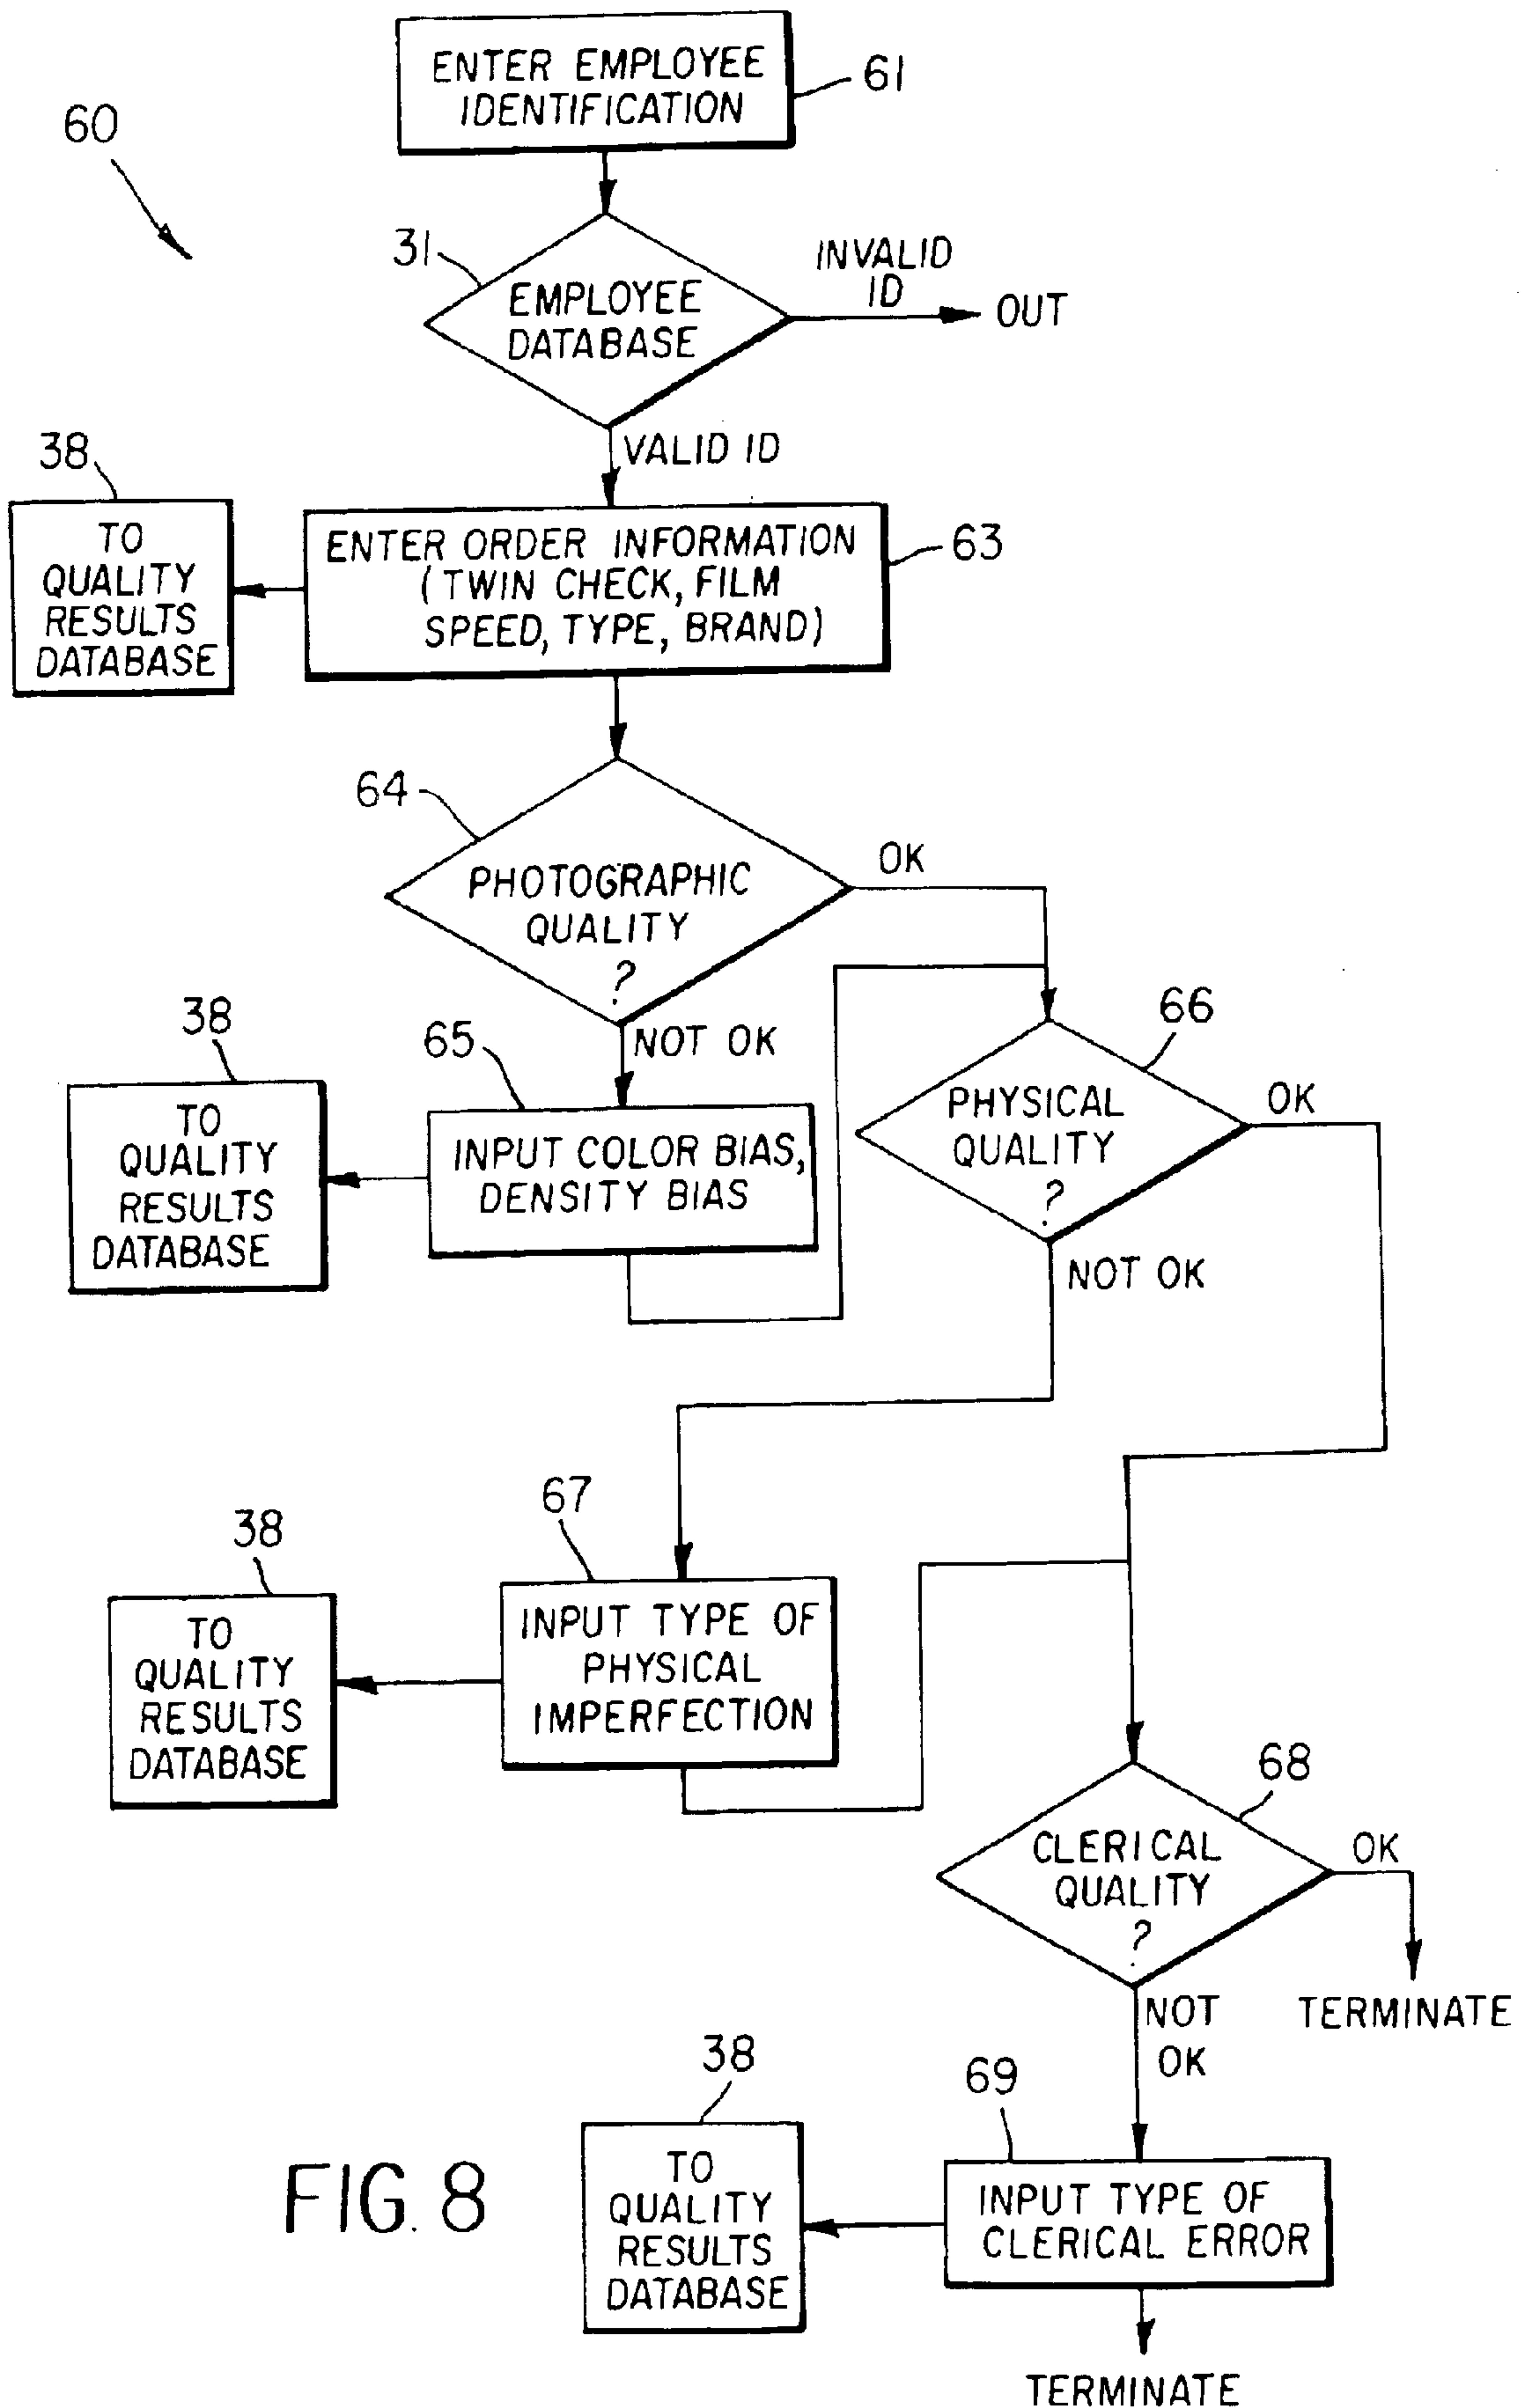 ENTER EMPLOYEE
IDENTIFICATION
61
60
31
EMPLOYEE
DATABASE
INVALID
ID
OUT
VALID ID
38
TO
QUALITY
RESULTS
DATABASE
ENTER ORDER INFORMATION
(TWIN CHECK, FILM
SPEED, TYPE, BRAND)
63
64
PHOTOGRAPHIC
QUALITY
?
OK
NOT OK
38
TO
QUALITY
RESULTS
DATABASE
65
INPUT COLOR BIAS,
DENSITY BIAS
66
PHYSICAL
QUALITY
?
OK
NOT OK
38
TO
QUALITY
RESULTS
DATABASE
67
INPUT TYPE OF
PHYSICAL
IMPERFECTION
68
CLERICAL
QUALITY
?
OK
TERMINATE
NOT
OK
38
TO
QUALITY
RESULTS
DATABASE
69
INPUT TYPE OF
CLERICAL ERROR
TERMINATE
FIG. 8